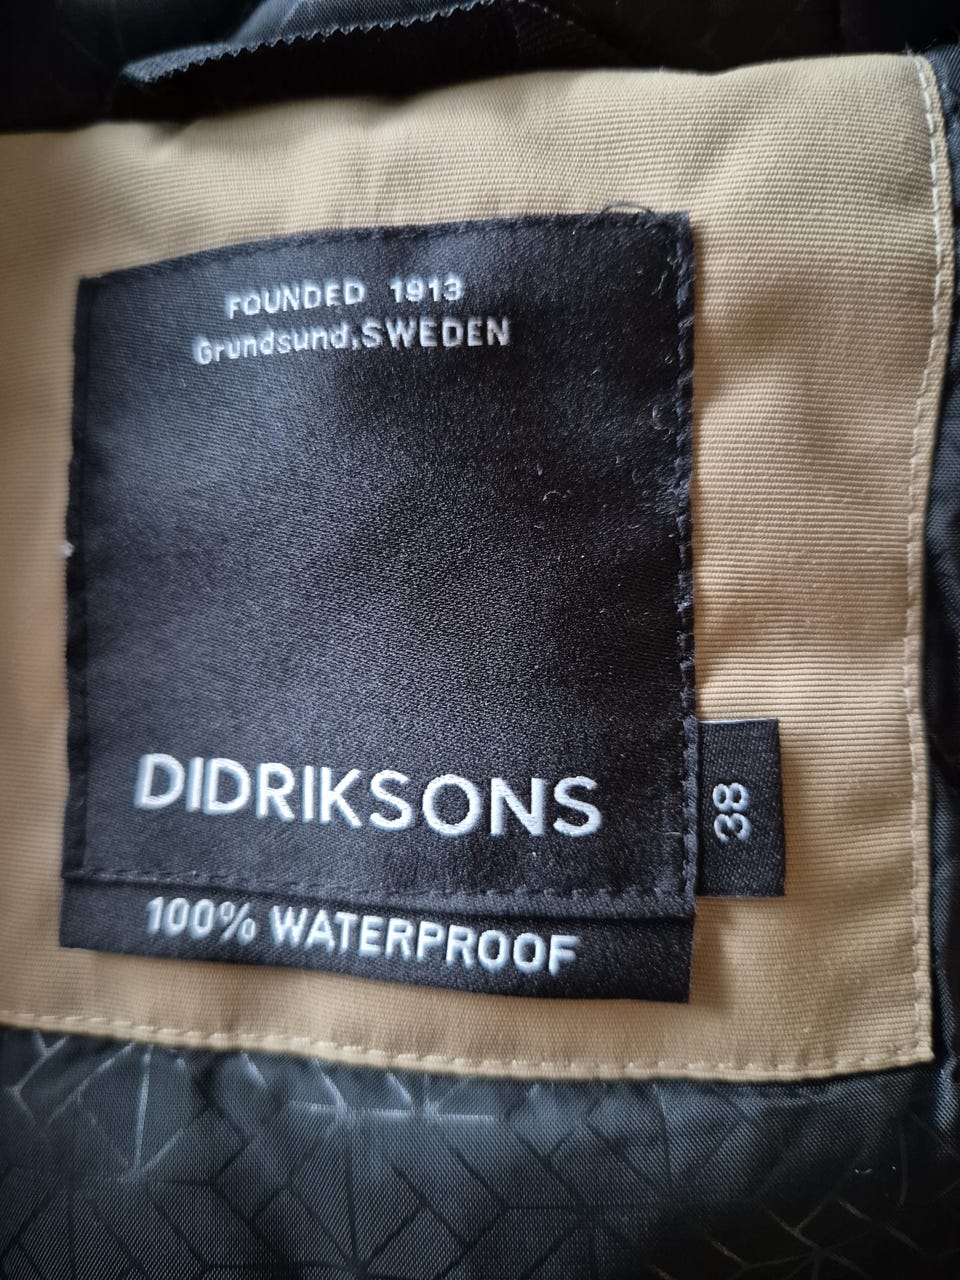 FOUNDED 1913
Grundsund,SWEDEN
DIDRIKSONS
38
100% WATERPROOF